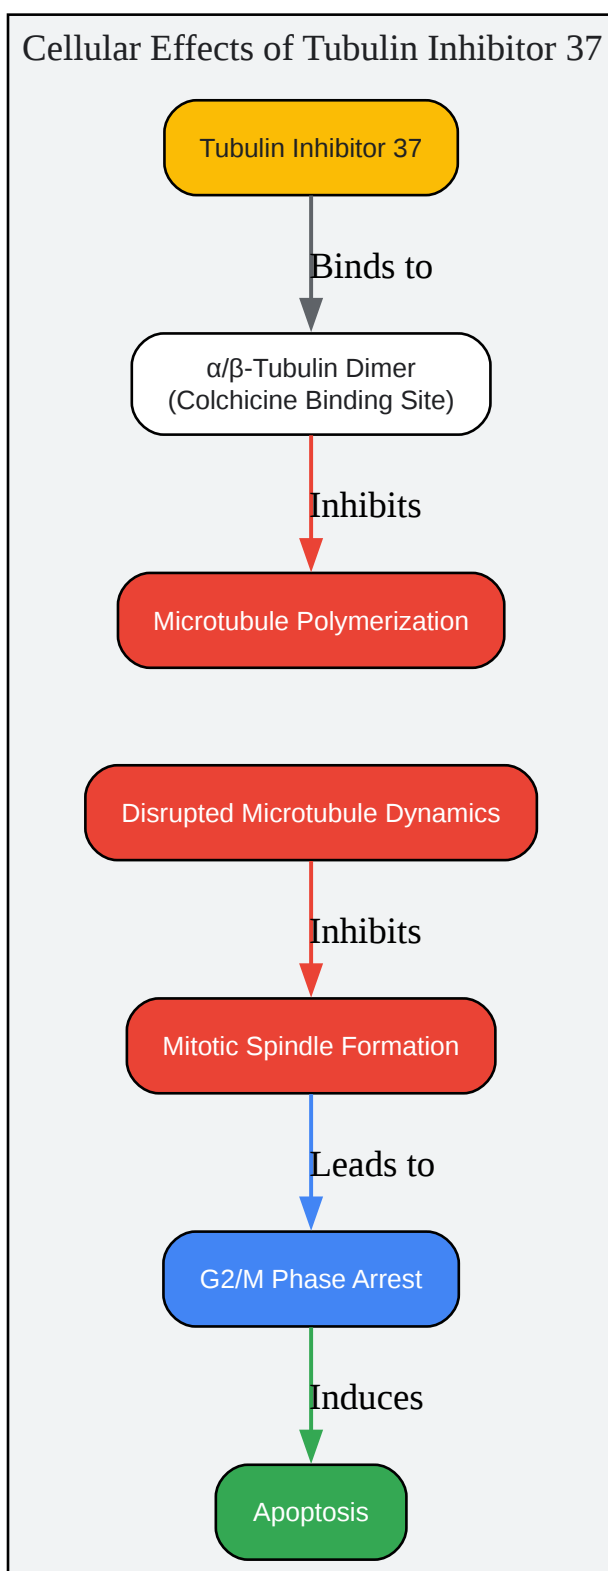 Cellular Effects of Tubulin Inhibitor 37
Tubulin Inhibitor 37
Binds to
α/β-Tubulin Dimer
(Colchicine Binding Site)
Inhibits
Microtubule Polymerization
Disrupted Microtubule Dynamics
Inhibits
Mitotic Spindle Formation
Leads to
G2/M Phase Arrest
Induces
Apoptosis